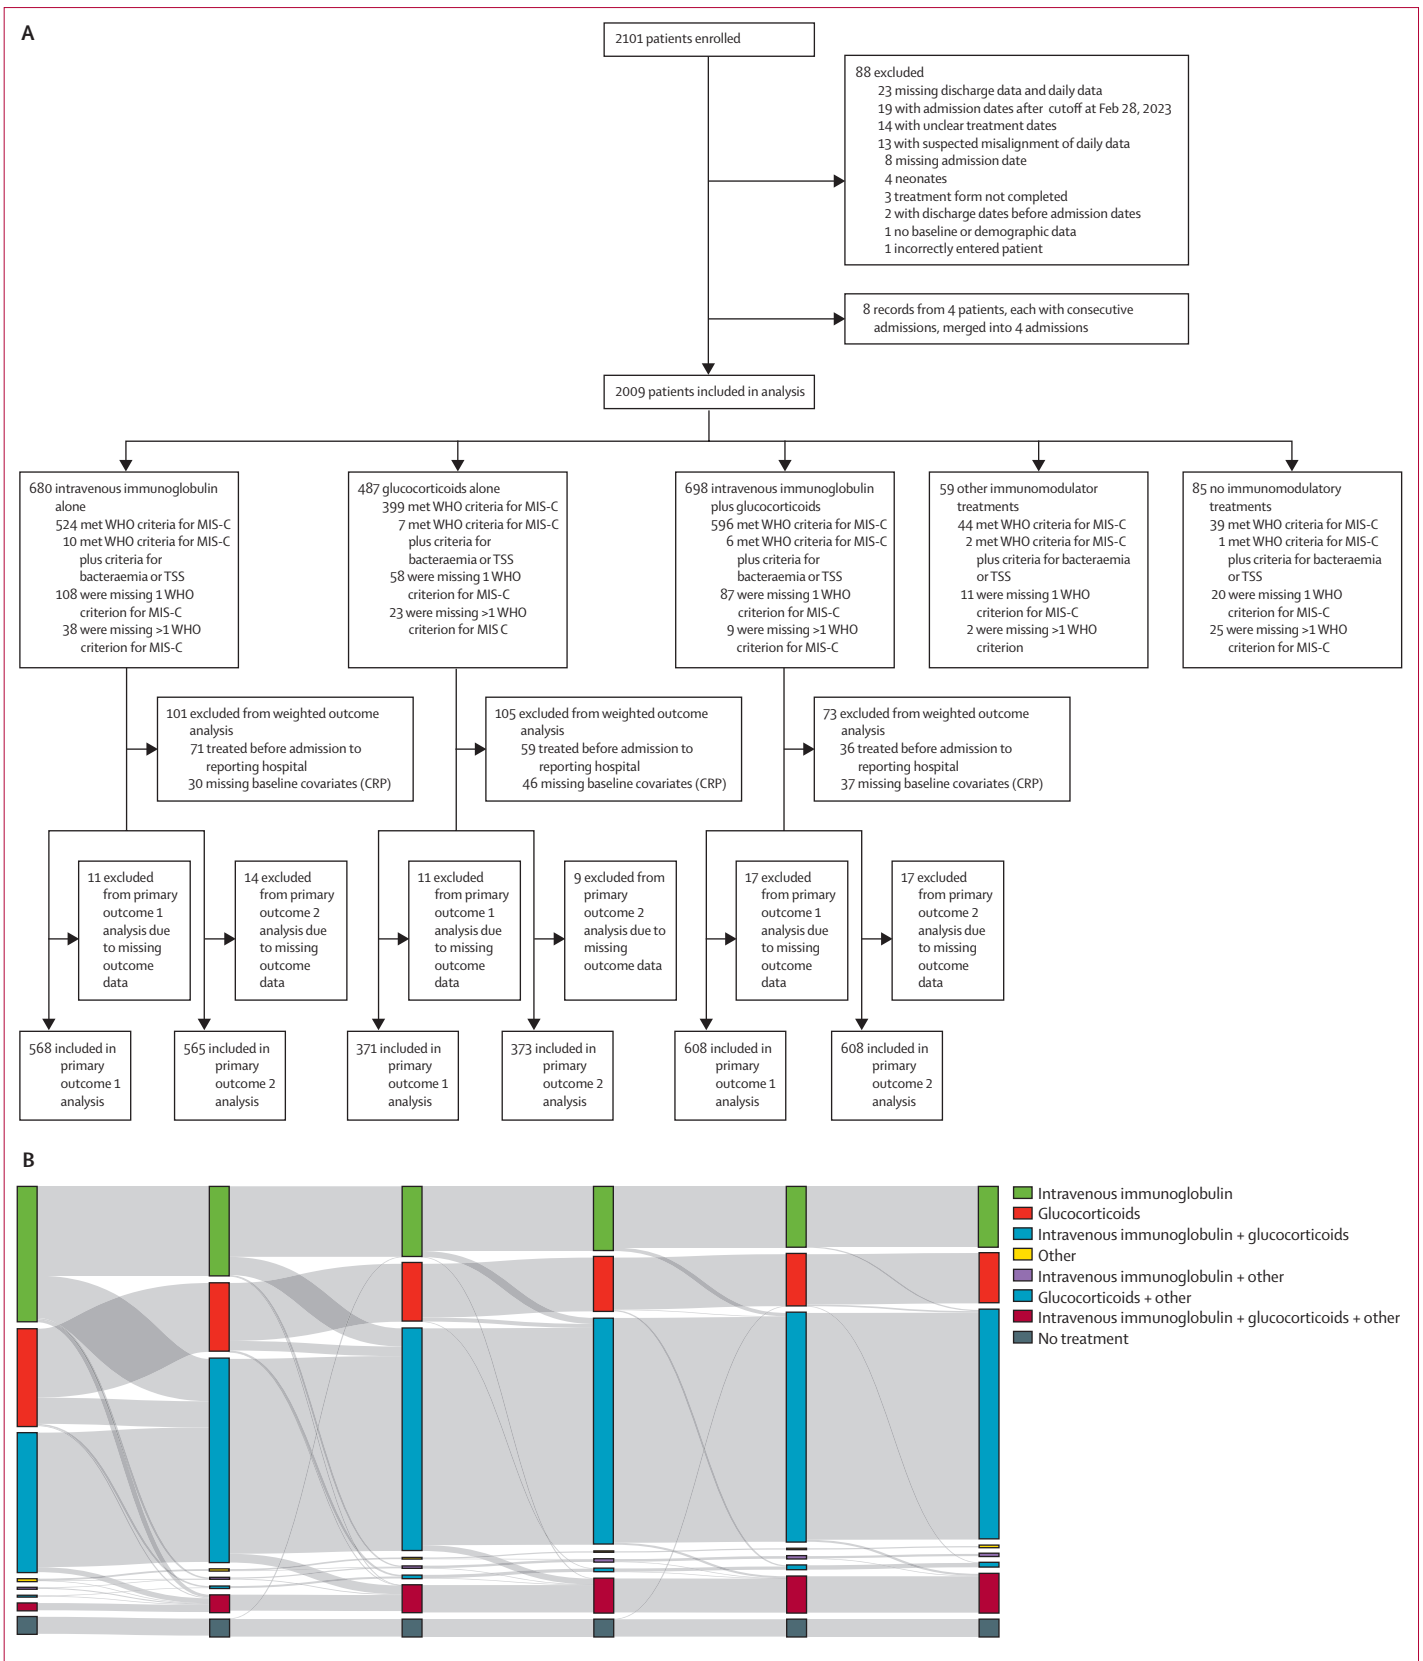 A
2101 patients enrolled
88 excluded
23 missing discharge data and daily data
19 with admission dates after cutoff at Feb 28, 2023
14 with unclear treatment dates
13 with suspected misalignment of daily data
8 missing admission date
4 neonates
3 treatment form not completed
2 with discharge dates before admission dates
1 no baseline or demographic data
1 incorrectly entered patient
8 records from 4 patients, each with consecutive
admissions, merged into 4 admissions
2009 patients included in analysis
680 intravenous immunoglobulin
alone
524 met WHO criteria for MIS-C
10 met WHO criteria for MIS-C
plus criteria for
bacteraemia or TSS
108 were missing 1 WHO
criterion for MIS-C
38 were missing >1 WHO
criterion for MIS-C
487 glucocorticoids alone
399 met WHO criteria for MIS-C
7 met WHO criteria for MIS-C
plus criteria for
bacteraemia or TSS
58 were missing 1 WHO
criterion for MIS-C
23 were missing >1 WHO
criterion for MIS C
698 intravenous immunoglobulin
plus glucocorticoids
596 met WHO criteria for MIS-C
6 met WHO criteria for MIS-C
plus criteria for
bacteraemia or TSS
87 were missing 1 WHO
criterion for MIS-C
9 were missing >1 WHO
criterion for MIS-C
59 other immunomodulator
treatments
44 met WHO criteria for MIS-C
2 met WHO criteria for MIS-C
plus criteria for bacteraemia
or TSS
11 were missing 1 WHO
criterion for MIS-C
2 were missing >1 WHO
criterion
85 no immunomodulatory
treatments
39 met WHO criteria for MIS-C
1 met WHO criteria for MIS-C
plus criteria for bacteraemia
or TSS
20 were missing 1 WHO
criterion for MIS-C
25 were missing >1 WHO
criterion for MIS-C
101 excluded from weighted outcome
analysis
71 treated before admission to
reporting hospital
30 missing baseline covariates (CRP)
105 excluded from weighted outcome
analysis
59 treated before admission to
reporting hospital
46 missing baseline covariates (CRP)
73 excluded from weighted outcome
analysis
36 treated before admission to
reporting hospital
37 missing baseline covariates (CRP)
11 excluded
from primary
outcome 1
analysis due
to missing
outcome
data
14 excluded
from primary
outcome 2
analysis due
to missing
outcome
data
11 excluded
from primary
outcome 1
analysis due
to missing
outcome
data
9 excluded from
primary
outcome 2
analysis due to
missing
outcome data
17 excluded
from primary
outcome 1
analysis due
to missing
outcome
data
17 excluded
from primary
outcome 2
analysis due
to missing
outcome
data
568 included in
primary
outcome 1
analysis
565 included in
primary
outcome 2
analysis
371 included in
primary
outcome 1
analysis
373 included in
primary
outcome 2
analysis
608 included in
primary
outcome 1
analysis
608 included in
primary
outcome 2
analysis
B
Intravenous immunoglobulin
Glucocorticoids
Intravenous immunoglobulin + glucocorticoids
Other
Intravenous immunoglobulin + other
Glucocorticoids + other
Intravenous immunoglobulin + glucocorticoids + other
No treatment